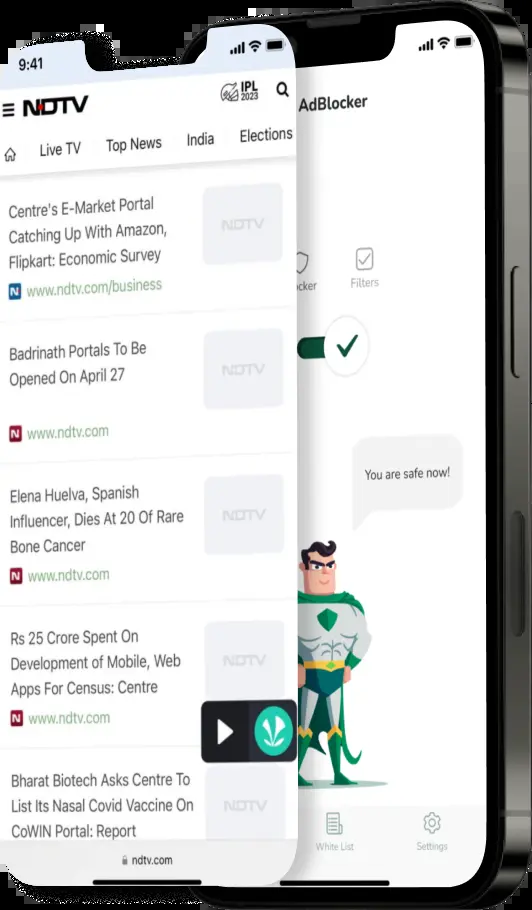 9:41
NDTV
IPL
2023
Live TV
Top News
India
Elections
Centre's E-Market Portal
Catching Up With Amazon,
Flipkart: Economic Survey
NDTV
N www.ndtv.com/business
Badrinath Portals To Be
Opened On April 27
NDTV
N www.ndtv.com
Elena Huelva, Spanish
Influencer, Dies At 20 Of Rare
Bone Cancer
NDTV
N www.ndtv.com
Rs 25 Crore Spent On
Development of Mobile, Web
Apps For Census: Centre
NDTV
N www.ndtv.com
Bharat Biotech Asks Centre To
List Its Nasal Covid Vaccine On
CoWIN Portal: Report
NDTV
ndtv.com
AdBlocker
ocker
Filters
You are safe now!
White List
Settings